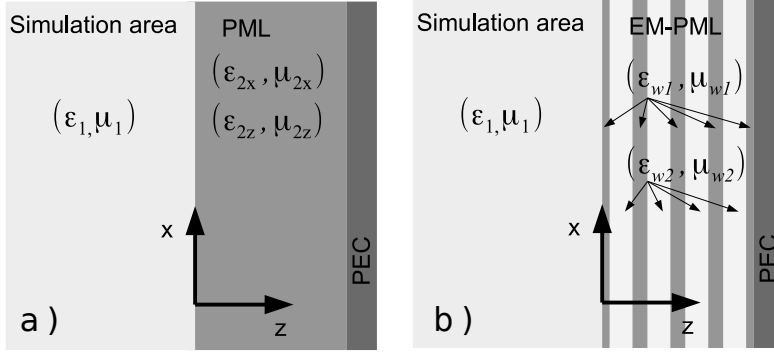 Simulation area
PML
(ε2x, μ2x)
(ε1, μ1)
(ε2z, μ2z)
x
z
PEC
a )
Simulation area
EM-PML
(εw1, μw1)
(ε1, μ1)
(εw2, μw2)
x
z
PEC
b )